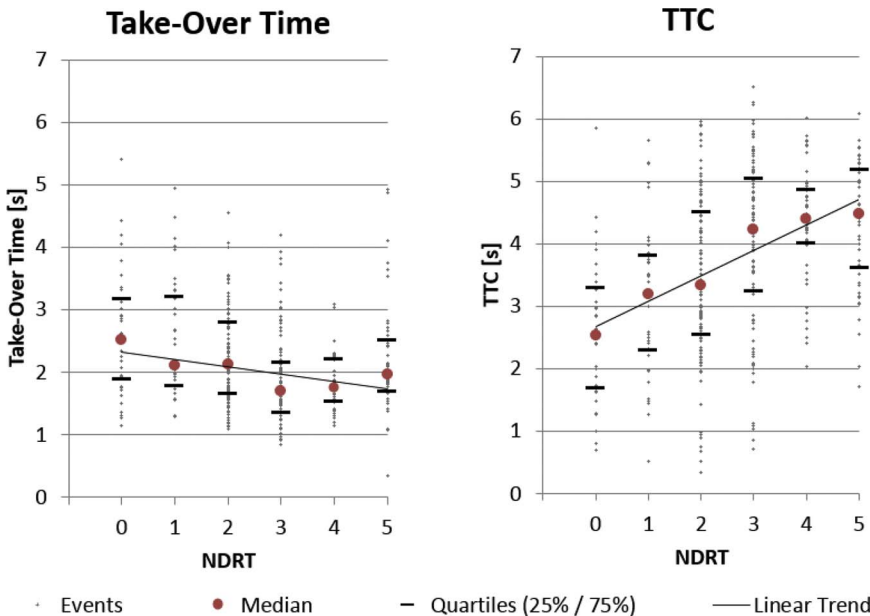 Take-Over Time
TTC
Take-Over Time [s]
7
6
5
4
3
2
1
0
0 1 2 3 4 5
NDRT
TTC [s]
7
6
5
4
3
2
1
0
0 1 2 3 4 5
NDRT
Events Median Quartiles (25% / 75%) Linear Trend